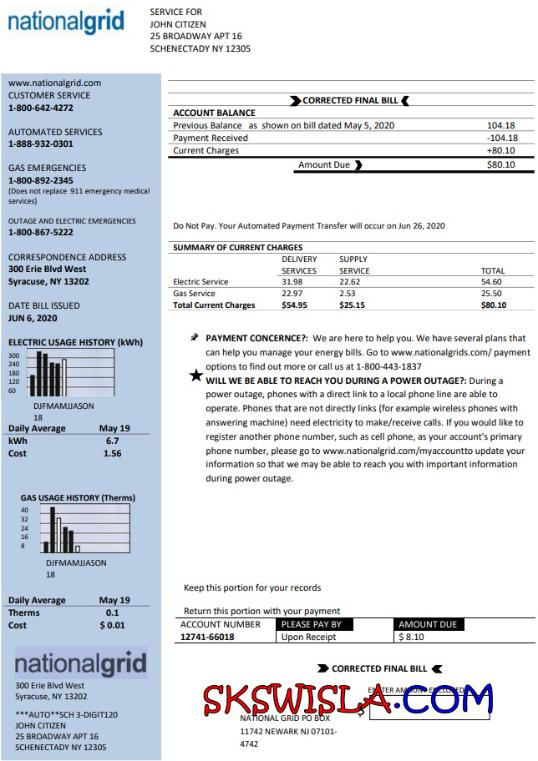 nationalgrid
SERVICE FOR
JOHN CITIZEN
25 BROADWAY APT 16
SCHENECTADY NY 12305
www.nationalgrid.com
CUSTOMER SERVICE
1-800-642-4272
AUTOMATED SERVICES
1-888-932-0301
GAS EMERGENCIES
1-800-892-2345
(Does not replace 911 emergency medical
services)
OUTAGE AND ELECTRIC EMERGENCIES
1-800-867-5222
CORRESPONDENCE ADDRESS
300 Erie Blvd West
Syracuse, NY 13202
DATE BILL ISSUED
JUN 6, 2020
ELECTRIC USAGE HISTORY (kWh)
300
240
180
120
60
DJFMAMJJASON
18
Daily Average May 19
kWh 6.7
Cost 1.56
GAS USAGE HISTORY (Therms)
40
32
24
16
8
DJFMAMJJASON
18
Daily Average May 19
Therms 0.1
Cost $ 0.01
nationalgrid
300 Erie Blvd West
Syracuse, NY 13202
***AUTO**SCH 3-DIGIT120
JOHN CITIZEN
25 BROADWAY APT 16
SCHENECTADY NY 12305
CORRECTED FINAL BILL
ACCOUNT BALANCE
Previous Balance as shown on bill dated May 5, 2020 104.18
Payment Received -104.18
Current Charges +80.10
Amount Due $80.10
Do Not Pay. Your Automated Payment Transfer will occur on Jun 26, 2020
SUMMARY OF CURRENT CHARGES
DELIVERY SUPPLY
SERVICES SERVICE TOTAL
Electric Service 31.98 22.62 54.60
Gas Service 22.97 2.53 25.50
Total Current Charges $54.95 $25.15 $80.10
PAYMENT CONCERNCE?: We are here to help you. We have several plans that
can help you manage your energy bills. Go to www.nationalgrids.com/ payment
options to find out more or call us at 1-800-443-1837
WILL WE BE ABLE TO REACH YOU DURING A POWER OUTAGE?: During a
power outage, phones with a direct link to a local phone line are able to
operate. Phones that are not directly links (for example wireless phones with
answering machine) need electricity to make/receive calls. If you would like to
register another phone number, such as cell phone, as your account's primary
phone number, please go to www.nationalgrid.com/myaccountto update your
information so that we may be able to reach you with important information
during power outage.
Keep this portion for your records
Return this portion with your payment
ACCOUNT NUMBER PLEASE PAY BY AMOUNT DUE
12741-66018 Upon Receipt $ 8.10
CORRECTED FINAL BILL
ENTER AMOUNT ENCLOSED
$
SKSWISLA.COM
NATIONAL GRID PO BOX
11742 NEWARK NJ 07101-
4742